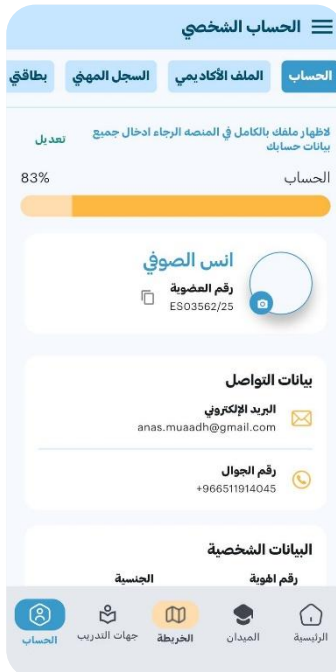 الحساب الشخصي
الحساب
الملف الأكاديمي
السجل المهني
بطاقتي
لاظهار ملفك بالكامل في المنصه الرجاء ادخال جميع
بيانات حسابك
تعديل
الحساب
83%
انس الصوفي
رقم العضوية
ES03562/25
بيانات التواصل
البريد الإلكتروني
anas.muaadh@gmail.com
رقم الجوال
+966511914045
البيانات الشخصية
رقم الهوية
الجنسية
الرئيسية
الميدان
الخريطة
جهات التدريب
الحساب